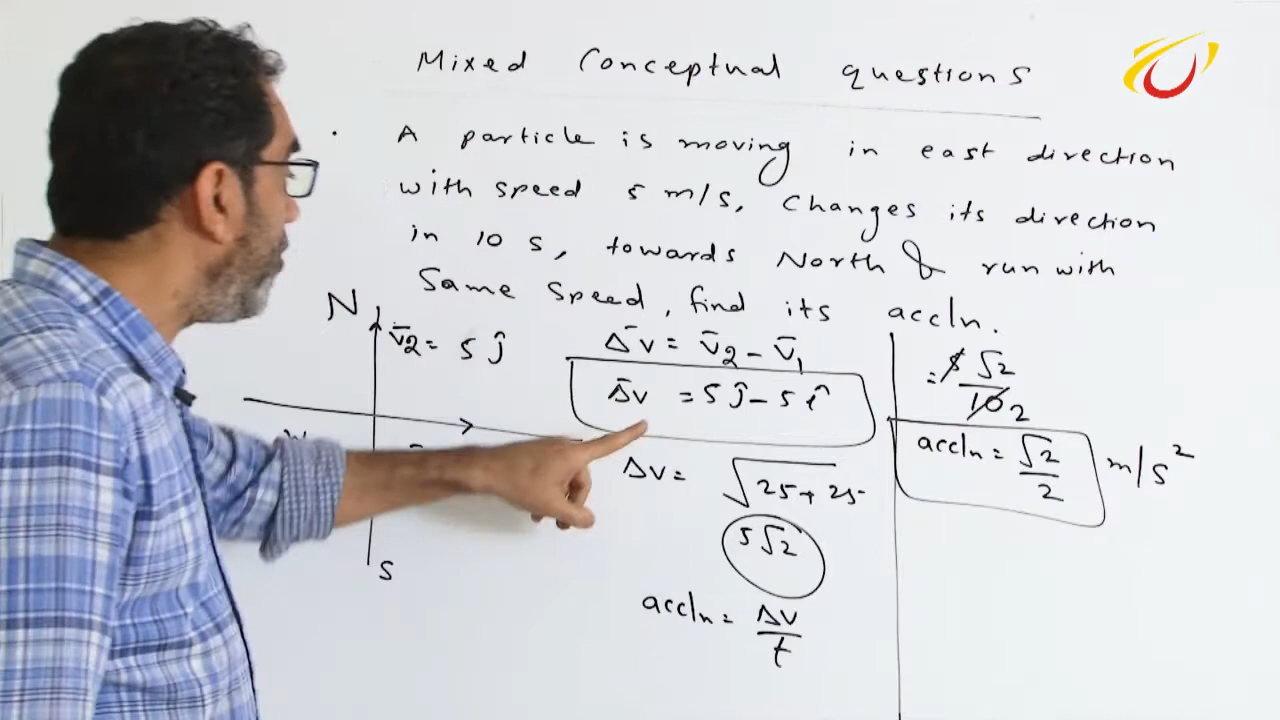 Mixed Conceptual questions
. A particle is moving in east direction
with speed 5 m/s, Changes its direction
in 10 s, towards North & run with
Same Speed, find its accln.
N
v̄2 = 5 ĵ
S
Δ̄v = v̄2 - v̄1
Δ̄v = 5 ĵ - 5 î
Δv = √25+25
5√2
accln = Δv/t
= 5√2/10 2
accln = √2/2 m/s²